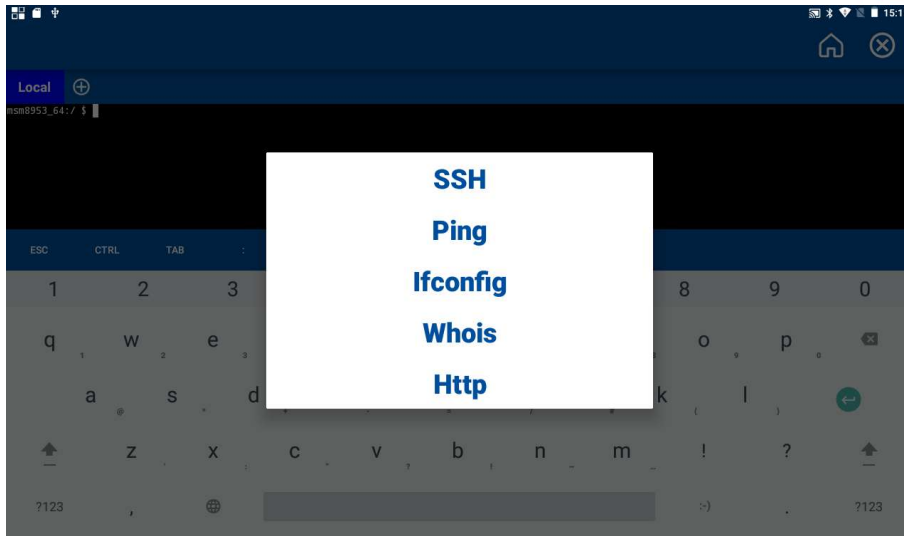 15:1
Local
msm8953_64:/ $
SSH
Ping
Ifconfig
Whois
Http
ESC CTRL TAB :
1 2 3 8 9 0
q w e o p
a s d k l
z x c v b n m ! ?
?123 , :-) . ?123